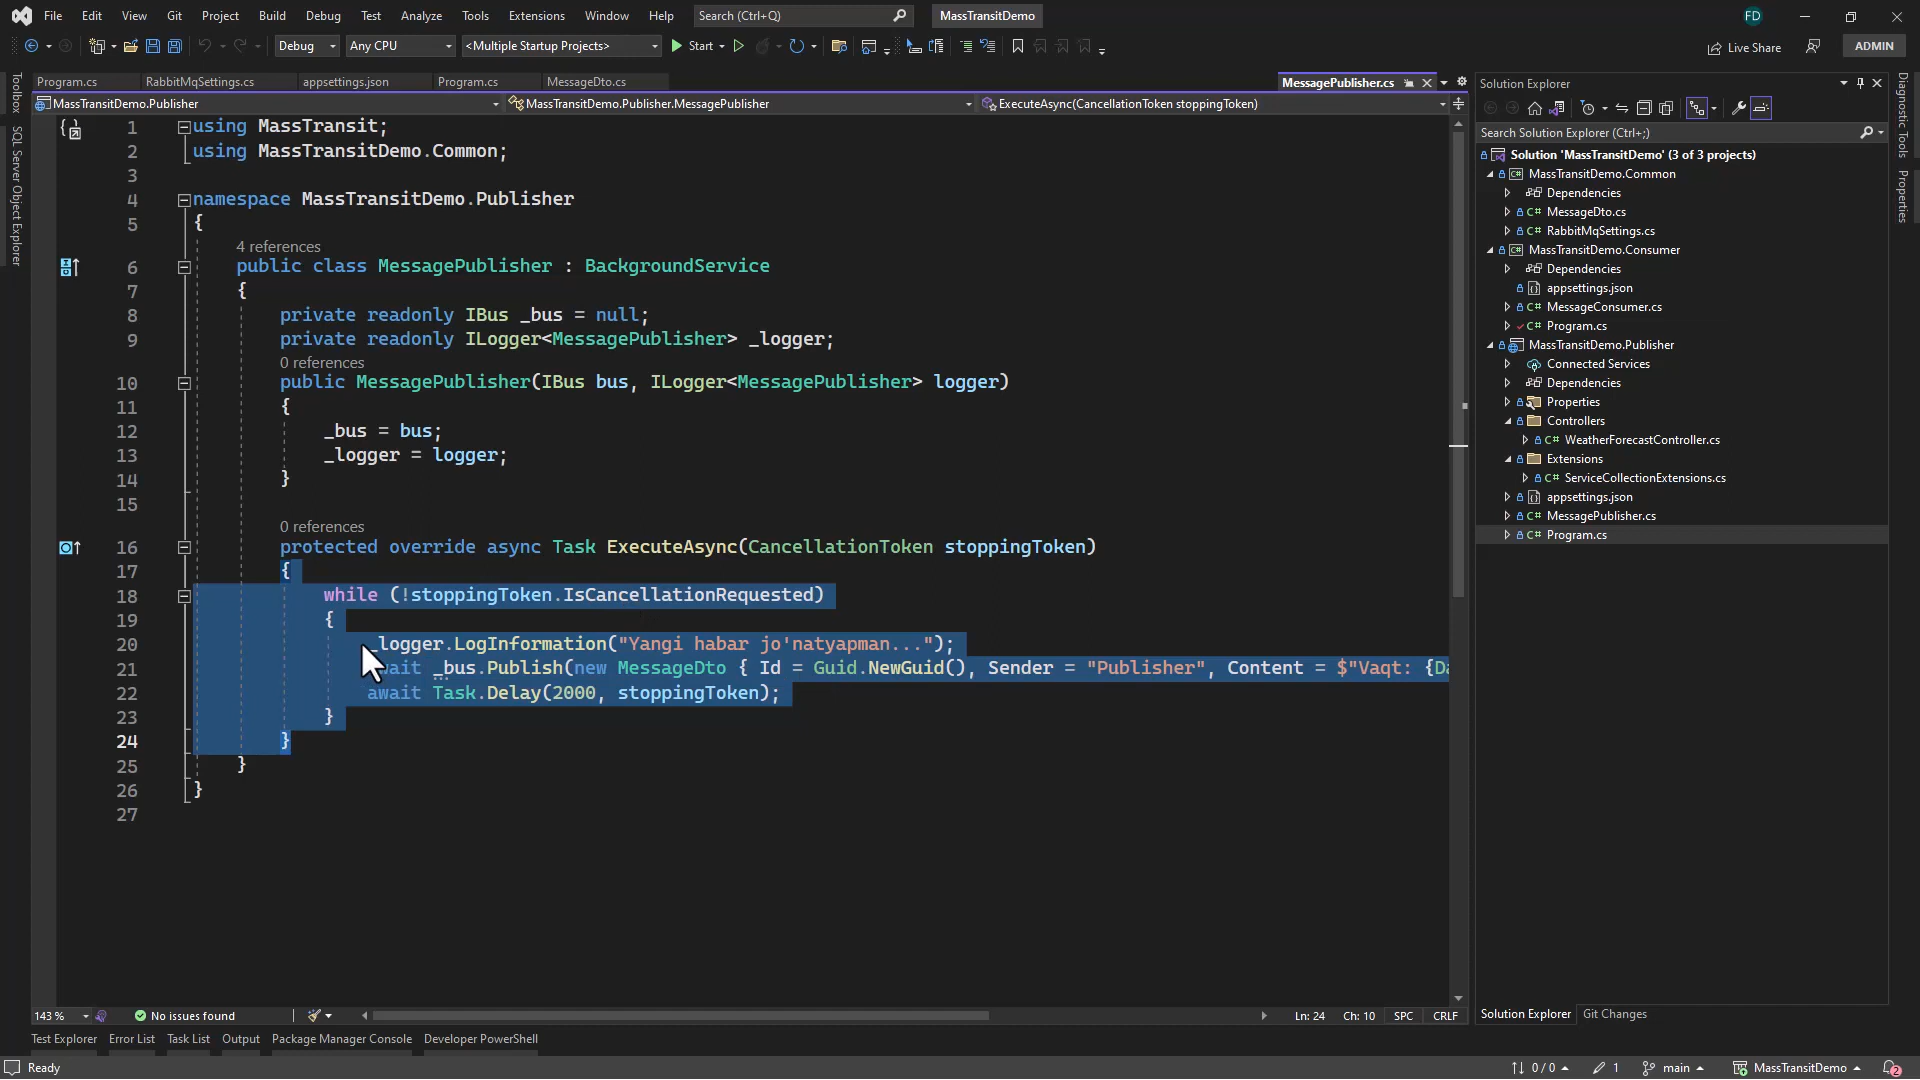 File Edit View Git Project Build Debug Test Analyze Tools Extensions Window Help Search (Ctrl+Q) MassTransitDemo FD
Debug Any CPU <Multiple Startup Projects> Start Live Share ADMIN
Program.cs RabbitMqSettings.cs appsettings.json Program.cs MessageDto.cs MessagePublisher.cs
MassTransitDemo.Publisher MassTransitDemo.Publisher.MessagePublisher ExecuteAsync(CancellationToken stoppingToken)
Toolbox
SQL Server Object Explorer
1 using MassTransit;
2 using MassTransitDemo.Common;
3
4 namespace MassTransitDemo.Publisher
5 {
4 references
6 public class MessagePublisher : BackgroundService
7 {
8 private readonly IBus _bus = null;
9 private readonly ILogger<MessagePublisher> _logger;
0 references
10 public MessagePublisher(IBus bus, ILogger<MessagePublisher> logger)
11 {
12 _bus = bus;
13 _logger = logger;
14 }
15
0 references
16 protected override async Task ExecuteAsync(CancellationToken stoppingToken)
17 {
18 while (!stoppingToken.IsCancellationRequested)
19 {
20 _logger.LogInformation("Yangi habar jo'natyapman...");
21 await _bus.Publish(new MessageDto { Id = Guid.NewGuid(), Sender = "Publisher", Content = $"Vaqt: {Da
22 await Task.Delay(2000, stoppingToken);
23 }
24 }
25 }
26 }
27
143 % No issues found Ln: 24 Ch: 10 SPC CRLF
Test Explorer Error List Task List Output Package Manager Console Developer PowerShell
Ready 0 / 0 1 main MassTransitDemo 2
Solution Explorer
Search Solution Explorer (Ctrl+;)
Solution 'MassTransitDemo' (3 of 3 projects)
MassTransitDemo.Common
Dependencies
MessageDto.cs
RabbitMqSettings.cs
MassTransitDemo.Consumer
Dependencies
appsettings.json
MessageConsumer.cs
Program.cs
MassTransitDemo.Publisher
Connected Services
Dependencies
Properties
Controllers
WeatherForecastController.cs
Extensions
ServiceCollectionExtensions.cs
appsettings.json
MessagePublisher.cs
Program.cs
Solution Explorer Git Changes
Diagnostic Tools
Properties